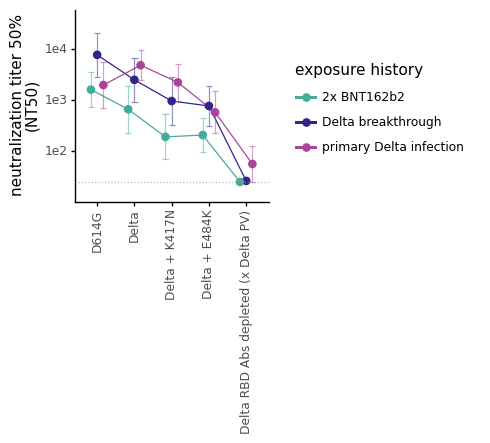 neutralization titer 50%
(NT50)
1e4
1e3
1e2
D614G
Delta
Delta + K417N
Delta + E484K
Delta RBD Abs depleted (x Delta PV)
exposure history
2x BNT162b2
Delta breakthrough
primary Delta infection